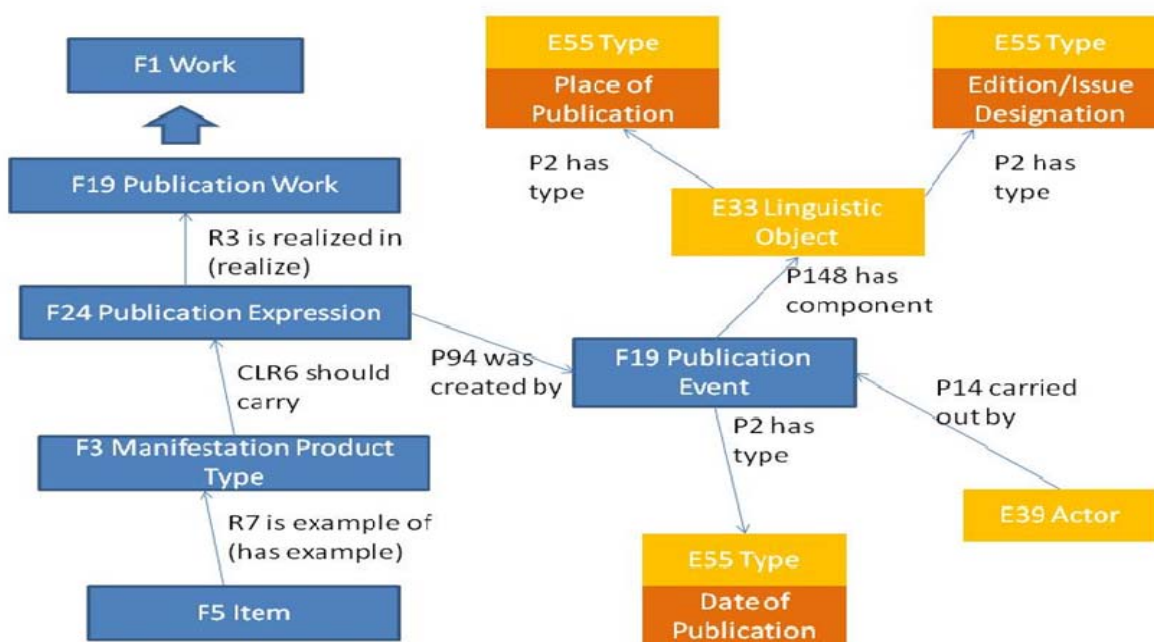 F1 Work
F19 Publication Work
R3 is realized in
(realize)
F24 Publication Expression
CLR6 should
carry
F3 Manifestation Product
Type
R7 is example of
(has example)
F5 Item
P94 was
created by
E55 Type
Place of
Publication
P2 has
type
E55 Type
Edition/Issue
Designation
P2 has
type
E33 Linguistic
Object
P148 has
component
F19 Publication
Event
P14 carried
out by
E39 Actor
P2 has
type
E55 Type
Date of
Publication